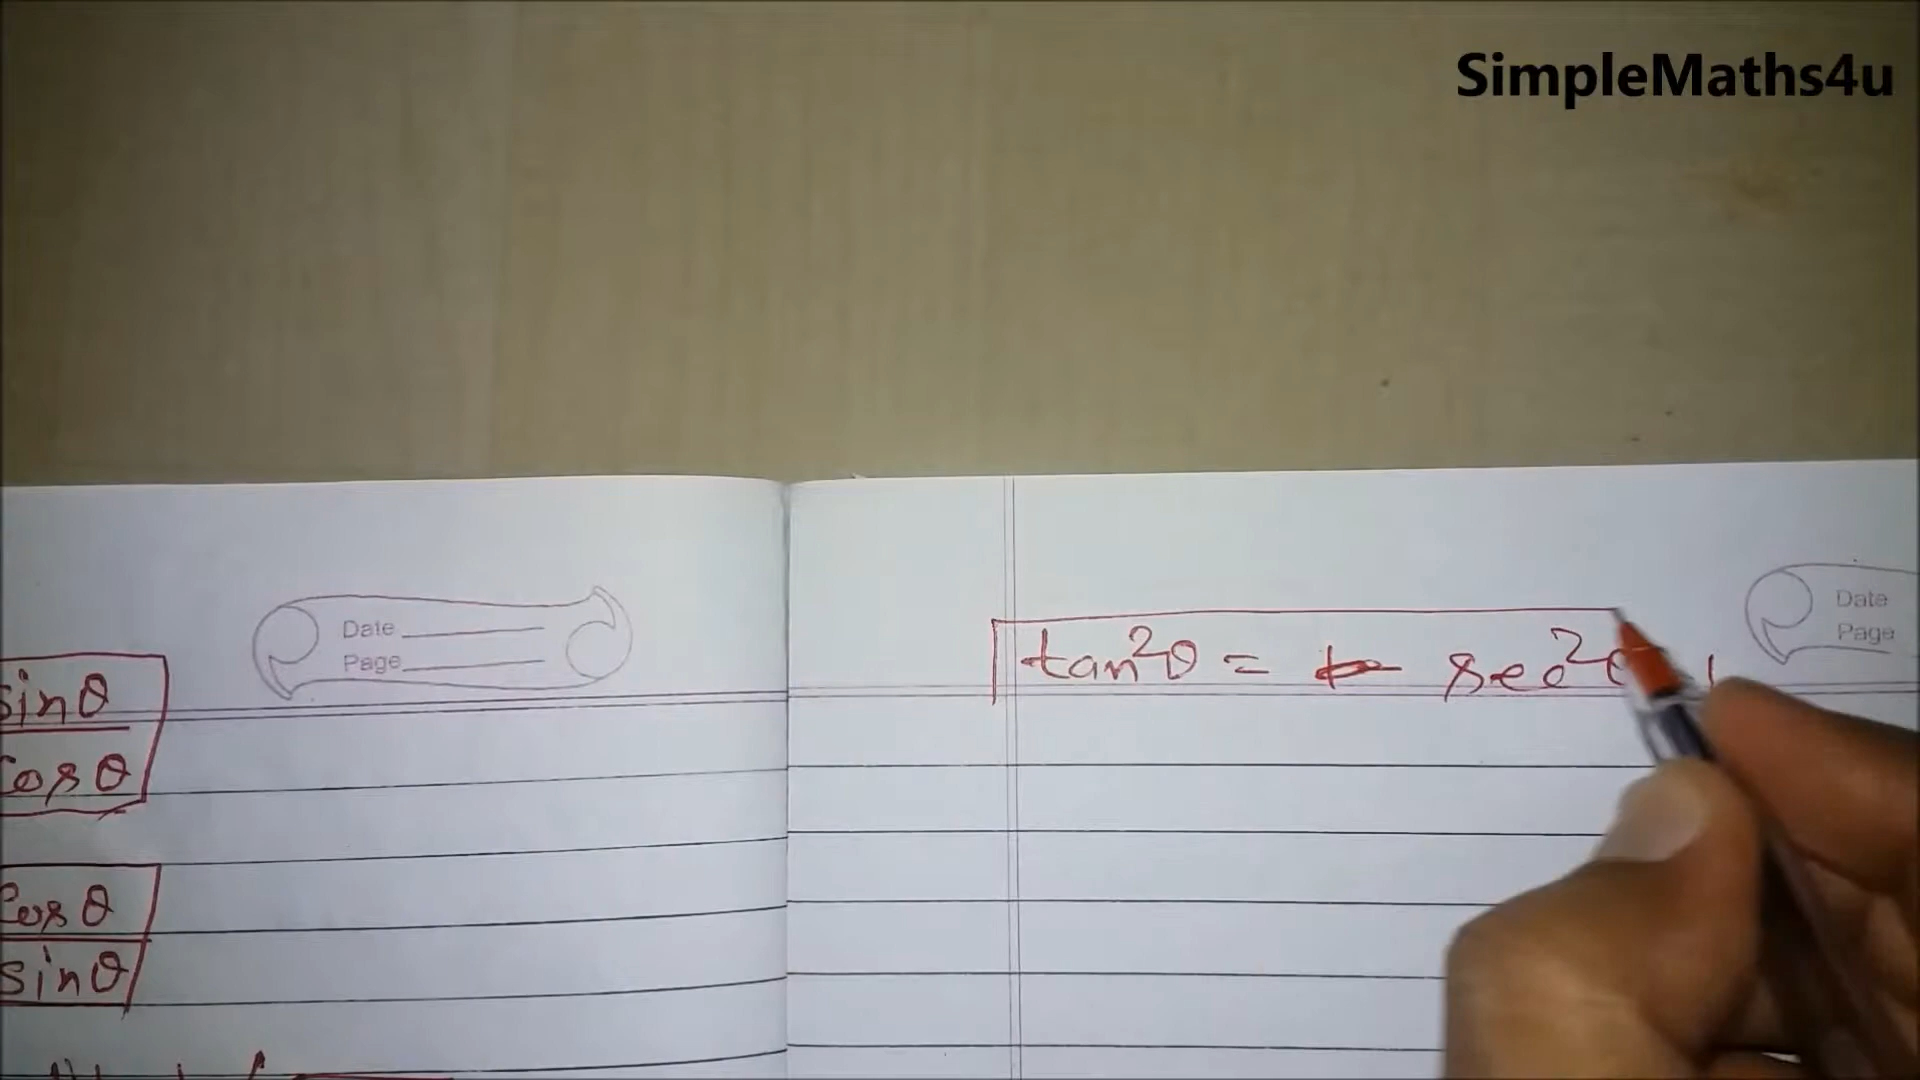 SimpleMaths4u
Date
Page
sinθ
cosθ
cosθ
sinθ
Date
Page
tan²θ = sec²θ